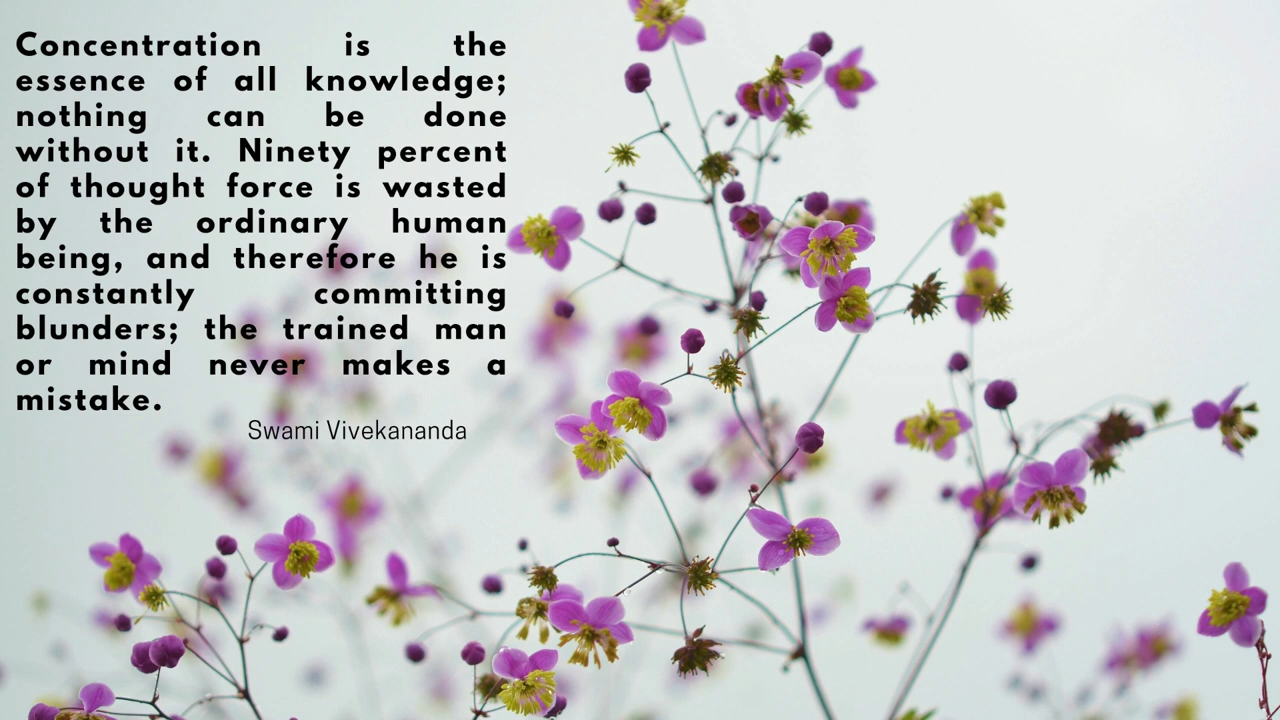 Concentration is the
essence of all knowledge;
nothing can be done
without it. Ninety percent
of thought force is wasted
by the ordinary human
being, and therefore he is
constantly committing
blunders; the trained man
or mind never makes a
mistake.
Swami Vivekananda